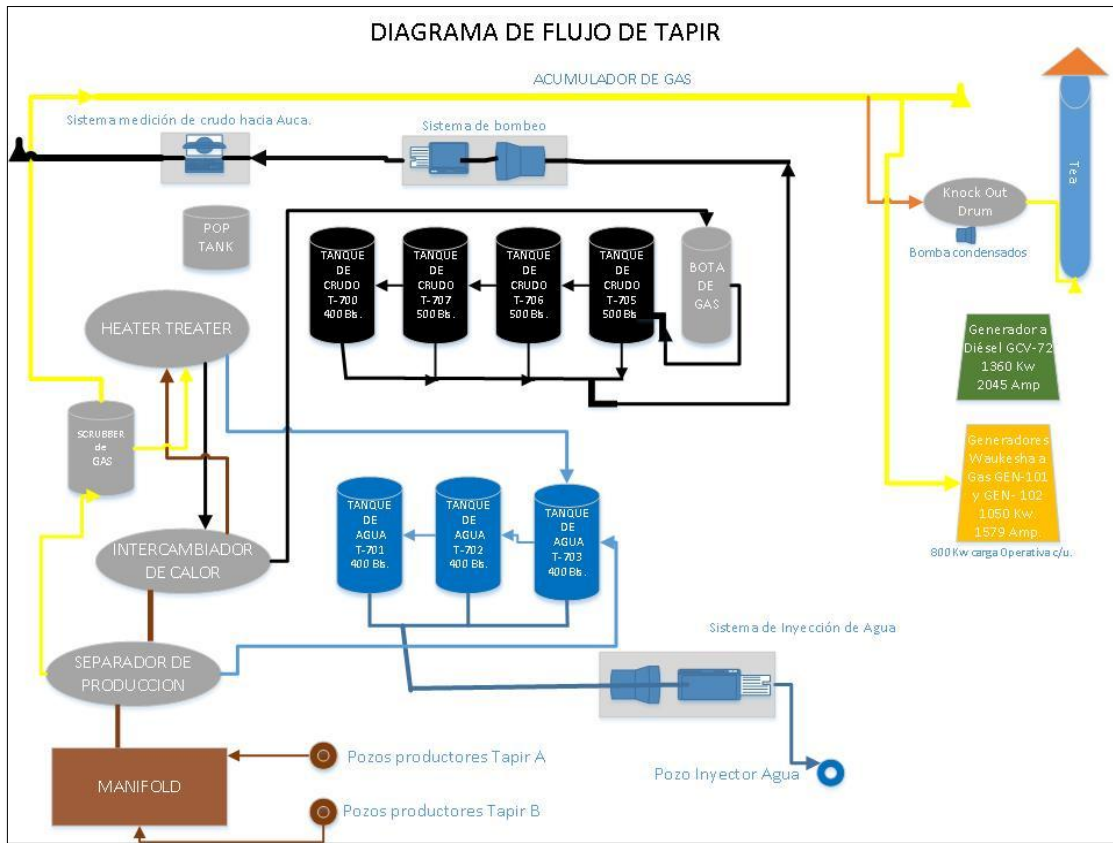 DIAGRAMA DE FLUJO DE TAPIR
ACUMULADOR DE GAS
Sistema medición de crudo hacia Auca.
Sistema de bombeo
Tea
Knock Out
Drum
Bomba condensados
POP
TANK
TANQUE
DE
CRUDO
T-700
400 Bls.
TANQUE
DE
CRUDO
T-707
500 Bls.
TANQUE
DE
CRUDO
T-706
500 Bls.
TANQUE
DE
CRUDO
T-705
500 Bls.
BOTA
DE
GAS
HEATER TREATER
Generador a
Diésel GCV-72
1360 Kw
2045 Amp
SCRUBBER
de
GAS
Generadores
Waukesha a
Gas GEN-101
y GEN- 102
1050 Kw
1579 Amp.
800 Kw carga Operativa c/u.
TANQUE
DE
AGUA
T-701
400 Bls.
TANQUE
DE
AGUA
T-702
400 Bls.
TANQUE
DE
AGUA
T-703
400 Bls.
INTERCAMBIADOR
DE CALOR
Sistema de Inyección de Agua
SEPARADOR DE
PRODUCCION
MANIFOLD
Pozos productores Tapir A
Pozo Inyector Agua
Pozos productores Tapir B